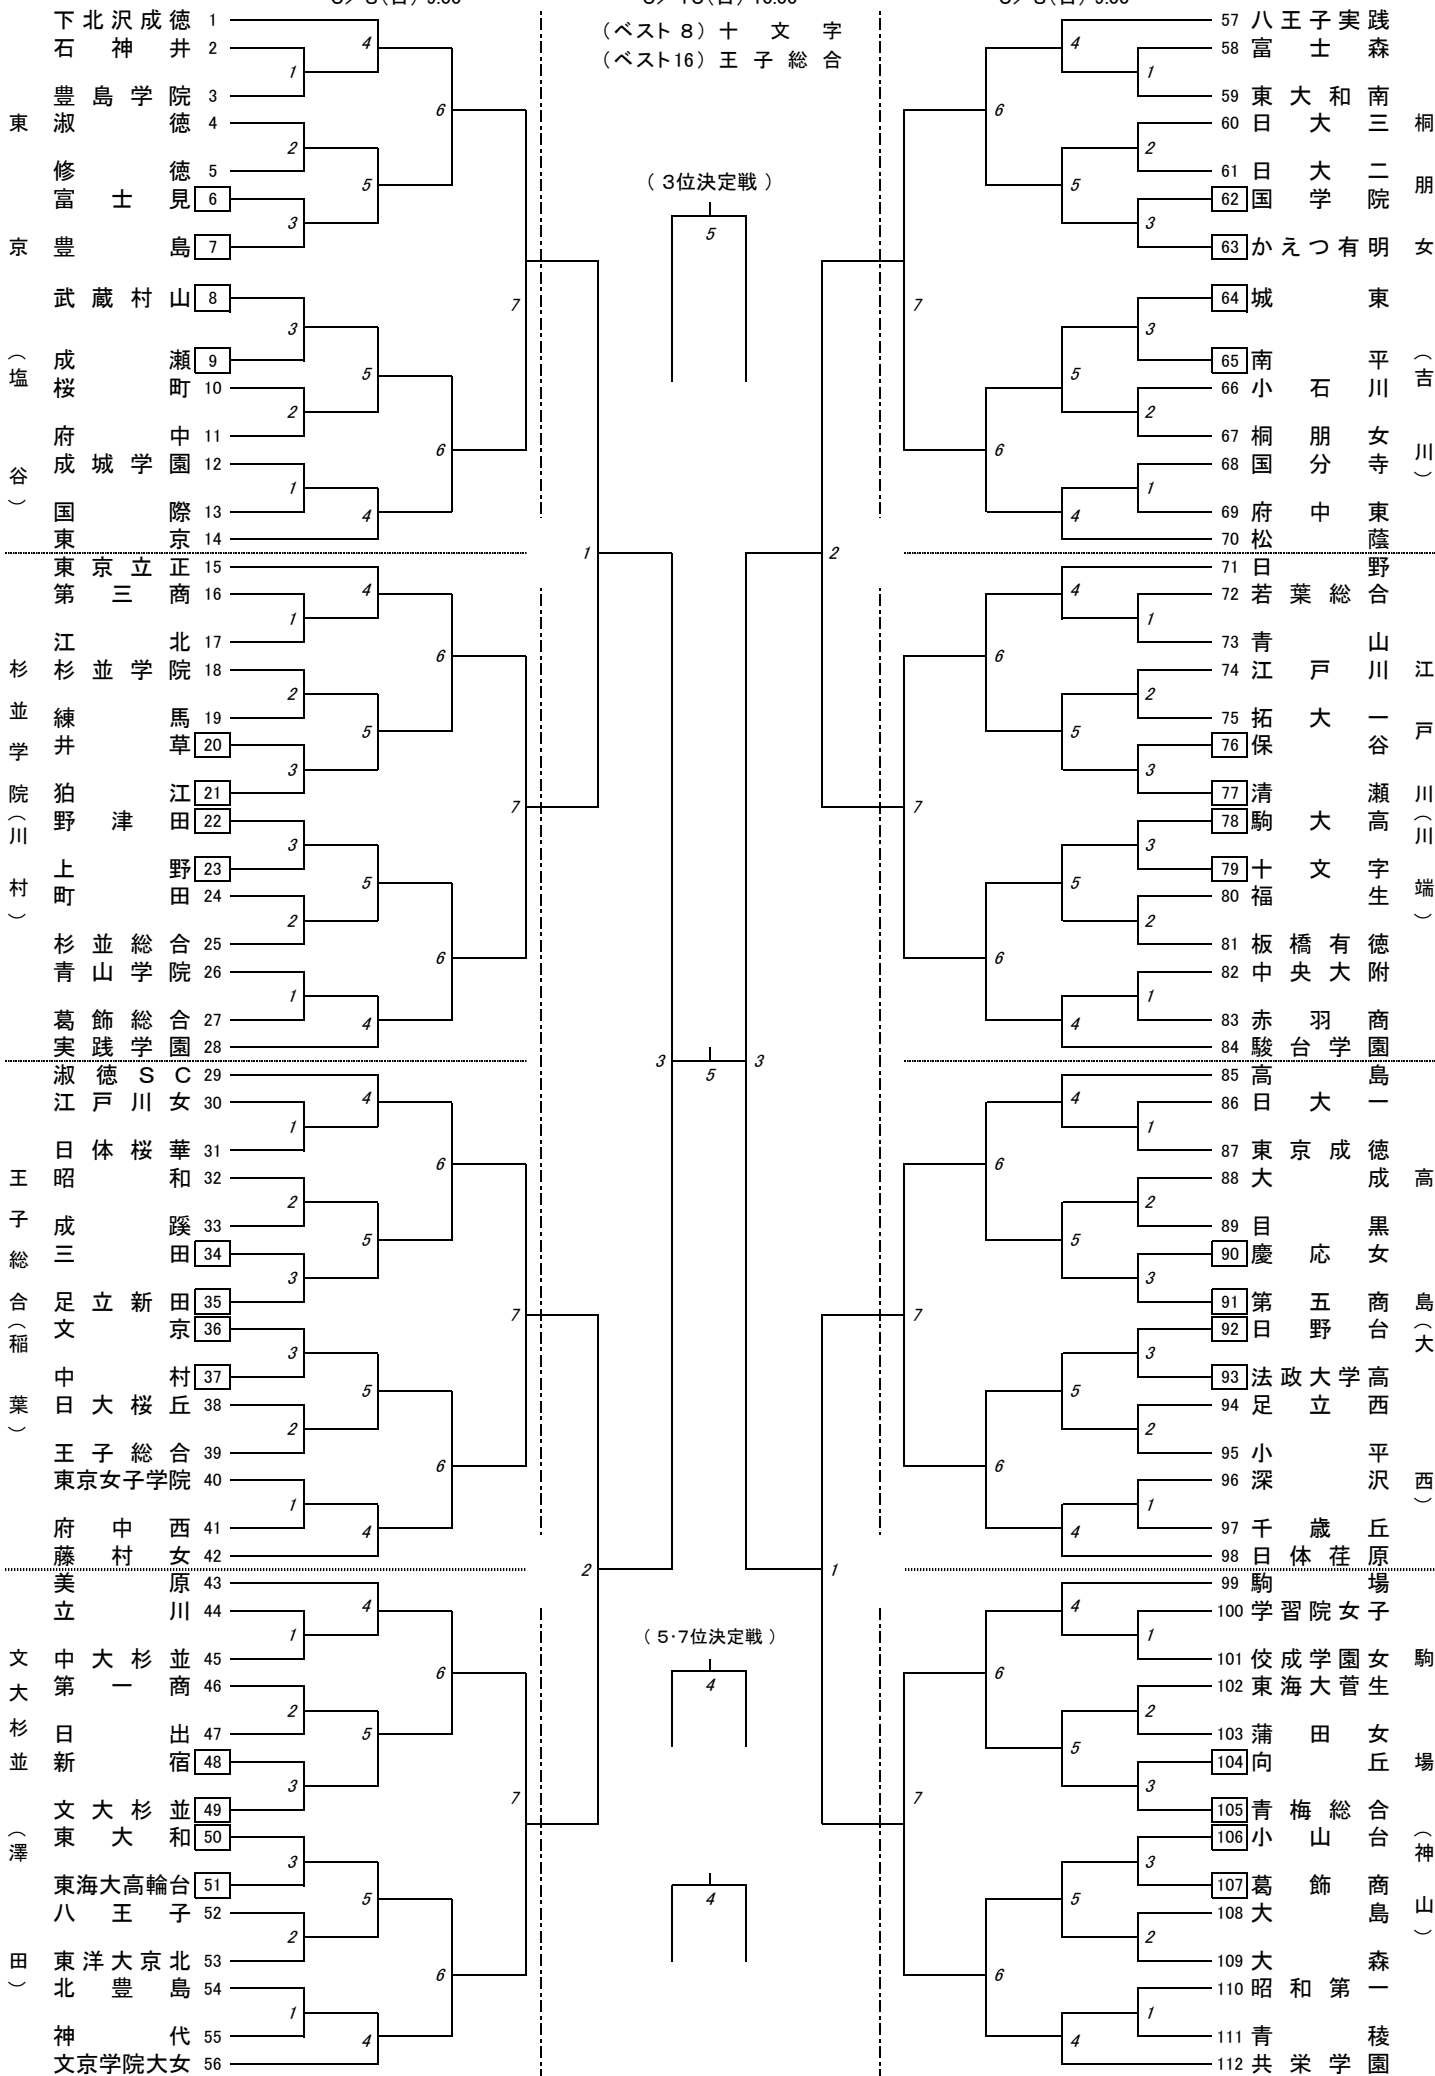 (ベスト 8) 十文字
(ベスト16) 王子総合
(3位決定戦)
5
(5・7位決定戦)
4
4
東京 (塩谷)
下北沢成徳 1
石神井 2
豊島学院 3
淑徳 4
修徳 5
富士見 6
豊島 7
武蔵村山 8
成瀬 9
桜町 10
府中 11
成城学園 12
国際 13
東京 14
杉並学院 (川村)
東京立正 15
第三商 16
江北 17
杉並学院 18
練馬 19
井草 20
狛江 21
野津田 22
上野 23
町田 24
杉並総合 25
青山学院 26
葛飾総合 27
実践学園 28
王子総合 (稲葉)
淑徳SC 29
江戸川女 30
日体桜華 31
昭和 32
成蹊 33
三田 34
足立新田 35
文京 36
中村 37
日大桜丘 38
王子総合 39
東京女子学院 40
府中西 41
藤村女 42
文大杉並 (澤田)
美原 43
立川 44
中大杉並 45
第一商 46
日出 47
新宿 48
文大杉並 49
東大和 50
東海大高輪台 51
八王子 52
東洋大京北 53
北豊島 54
神代 55
文京学院大女 56
桐朋女 (吉川)
57 八王子実践
58 富士森
59 東大和南
60 日大三
61 日大二
62 国学院
63 かえつ有明
64 城東
65 南平
66 小石川
67 桐朋女
68 国分寺
69 府中東
70 松蔭
江戸川 (川端)
71 日野
72 若葉総合
73 青山
74 江戸川
75 拓大一
76 保谷
77 清瀬
78 駒大高
79 十文字
80 福生
81 板橋有徳
82 中央大附
83 赤羽商
84 駿台学園
高島 (大西)
85 高島
86 日大一
87 東京成徳
88 大成
89 目黒
90 慶応女
91 第五商
92 日野台
93 法政大学高
94 足立西
95 小平
96 深沢
97 千歳丘
98 日体荏原
駒場 (神山)
99 駒場
100 学習院女子
101 佼成学園女
102 東海大菅生
103 蒲田女
104 向丘
105 青梅総合
106 小山台
107 葛飾商
108 大島
109 大森
110 昭和第一
111 青稜
112 共栄学園